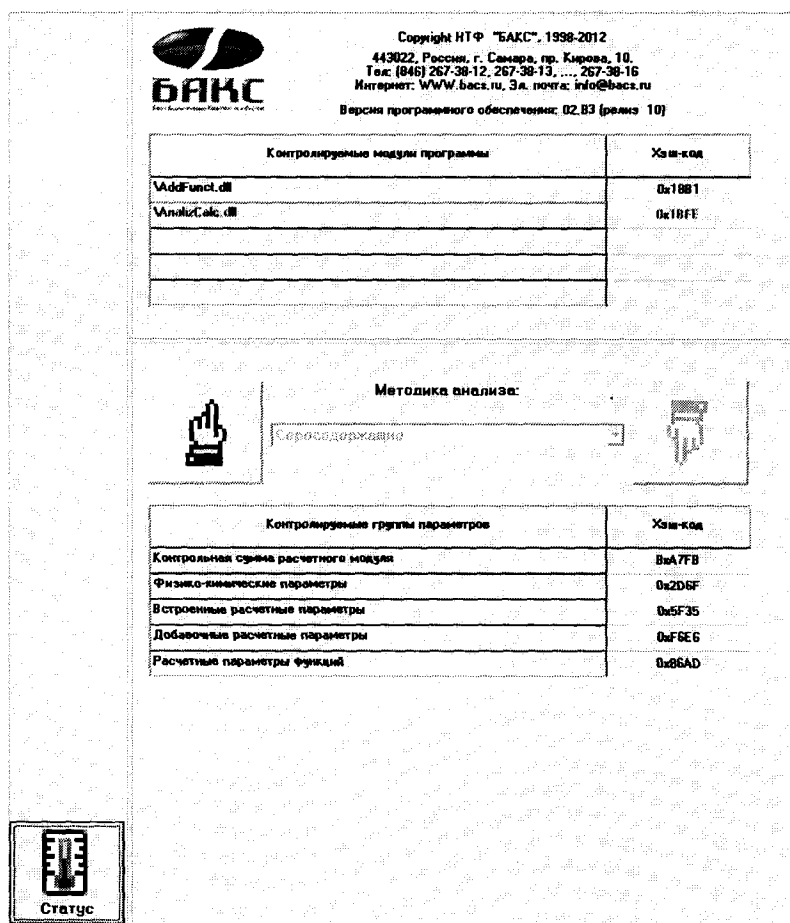 Copyright НТФ "БАКС", 1998-2012
443022, Россия, г. Самара, пр. Кирова, 10.
Тел: (846) 267-38-12, 267-38-13, ..., 267-38-16
Интернет: WWW.bacs.ru, Эл. почта: info@bacs.ru
БАКС
Версия программного обеспечения: 02.В3 (релиз 10)
Контролируемые модули программы Хэш-код
\AddFunct.dll 0x18B1
\AnalizCalc.dll 0x1BFE
Методика анализа:
Серосодержащие
Контролируемые группы параметров Хэш-код
Контрольная сумма расчетного модуля 0xA7FB
Физико-химические параметры 0x2D6F
Встроенные расчетные параметры 0x5F35
Добавочные расчетные параметры 0xF6E6
Расчетные параметры функций 0x86AD
Статус